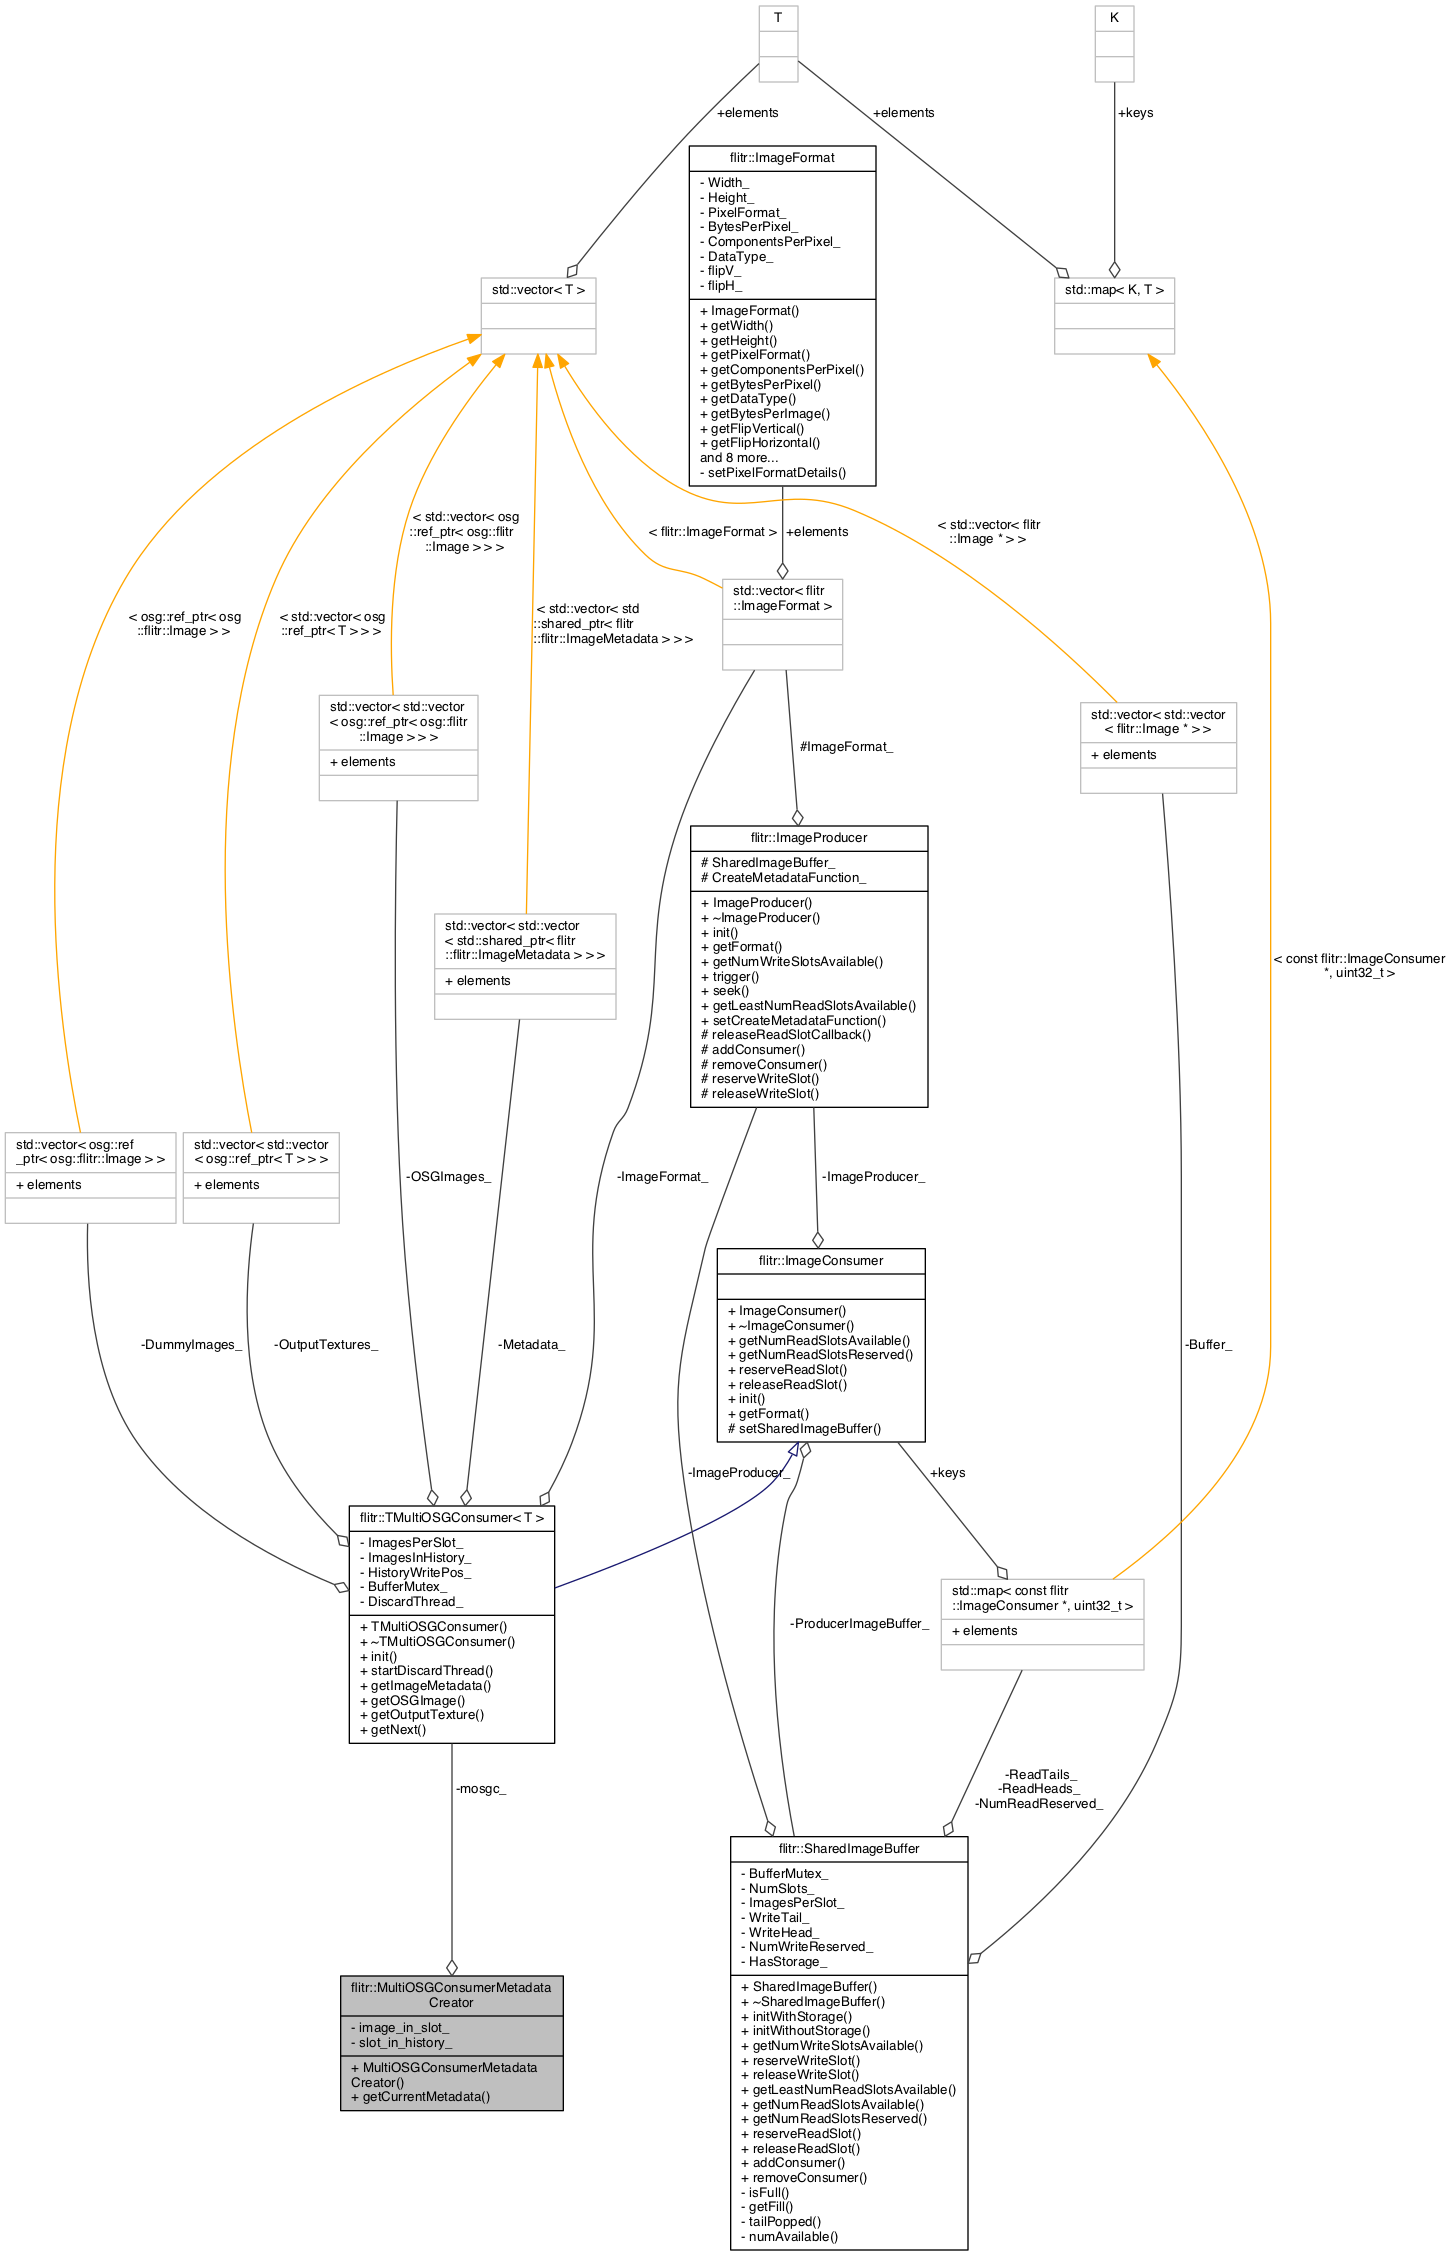 T
K
+elements
+elements
+keys
flitr::ImageFormat
- Width_
- Height_
- PixelFormat_
- BytesPerPixel_
- ComponentsPerPixel_
- DataType_
- flipV_
- flipH_
+ ImageFormat()
+ getWidth()
+ getHeight()
+ getPixelFormat()
+ getComponentsPerPixel()
+ getBytesPerPixel()
+ getDataType()
+ getBytesPerImage()
+ getFlipVertical()
+ getFlipHorizontal()
and 8 more...
- setPixelFormatDetails()
std::vector< T >
std::map< K, T >
< std::vector< osg
::ref_ptr< osg::flitr
::Image > > >
< flitr::ImageFormat >
+elements
< std::vector< flitr
::Image * > >
< osg::ref_ptr< osg
::flitr::Image > >
< std::vector< osg
::ref_ptr< T > > >
< std::vector< std
::shared_ptr< flitr
::flitr::ImageMetadata > > >
std::vector< flitr
::ImageFormat >
std::vector< std::vector
< osg::ref_ptr< osg::flitr
::Image > > >
+ elements
#ImageFormat_
std::vector< std::vector
< flitr::Image * > >
+ elements
flitr::ImageProducer
# SharedImageBuffer_
# CreateMetadataFunction_
+ ImageProducer()
+ ~ImageProducer()
+ init()
+ getFormat()
+ getNumWriteSlotsAvailable()
+ trigger()
+ seek()
+ getLeastNumReadSlotsAvailable()
+ setCreateMetadataFunction()
# releaseReadSlotCallback()
# addConsumer()
# removeConsumer()
# reserveWriteSlot()
# releaseWriteSlot()
std::vector< std::vector
< std::shared_ptr< flitr
::flitr::ImageMetadata > > >
+ elements
< const flitr::ImageConsumer
*, uint32_t >
std::vector< osg::ref
_ptr< osg::flitr::Image > >
+ elements
std::vector< std::vector
< osg::ref_ptr< T > > >
+ elements
-OSGImages_
-ImageFormat_
-ImageProducer_
flitr::ImageConsumer
+ ImageConsumer()
+ ~ImageConsumer()
+ getNumReadSlotsAvailable()
+ getNumReadSlotsReserved()
+ reserveReadSlot()
+ releaseReadSlot()
+ init()
+ getFormat()
# setSharedImageBuffer()
-DummyImages_
-OutputTextures_
-Metadata_
-Buffer_
-ImageProducer_
+keys
flitr::TMultiOSGConsumer< T >
- ImagesPerSlot_
- ImagesInHistory_
- HistoryWritePos_
- BufferMutex_
- DiscardThread_
+ TMultiOSGConsumer()
+ ~TMultiOSGConsumer()
+ init()
+ startDiscardThread()
+ getImageMetadata()
+ getOSGImage()
+ getOutputTexture()
+ getNext()
-ProducerImageBuffer_
std::map< const flitr
::ImageConsumer *, uint32_t >
+ elements
-mosgc_
-ReadTails_
-ReadHeads_
-NumReadReserved_
flitr::SharedImageBuffer
- BufferMutex_
- NumSlots_
- ImagesPerSlot_
- WriteTail_
- WriteHead_
- NumWriteReserved_
- HasStorage_
+ SharedImageBuffer()
+ ~SharedImageBuffer()
+ initWithStorage()
+ initWithoutStorage()
+ getNumWriteSlotsAvailable()
+ reserveWriteSlot()
+ releaseWriteSlot()
+ getLeastNumReadSlotsAvailable()
+ getNumReadSlotsAvailable()
+ getNumReadSlotsReserved()
+ reserveReadSlot()
+ releaseReadSlot()
+ addConsumer()
+ removeConsumer()
- isFull()
- getFill()
- tailPopped()
- numAvailable()
flitr::MultiOSGConsumerMetadata
Creator
- image_in_slot_
- slot_in_history_
+ MultiOSGConsumerMetadata
Creator()
+ getCurrentMetadata()